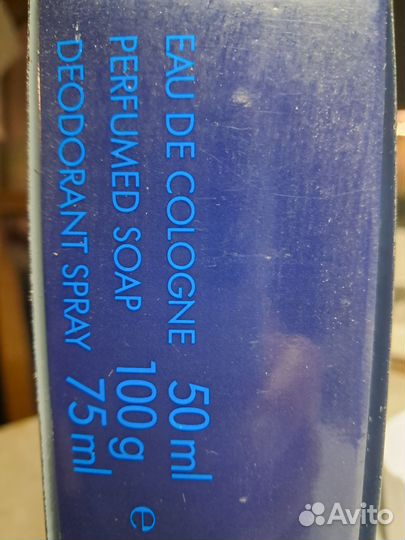 EAU DE COLOGNE 50 ml
PERFUMED SOAP 100 g
DEODORANT SPRAY 75 ml
e
Avito